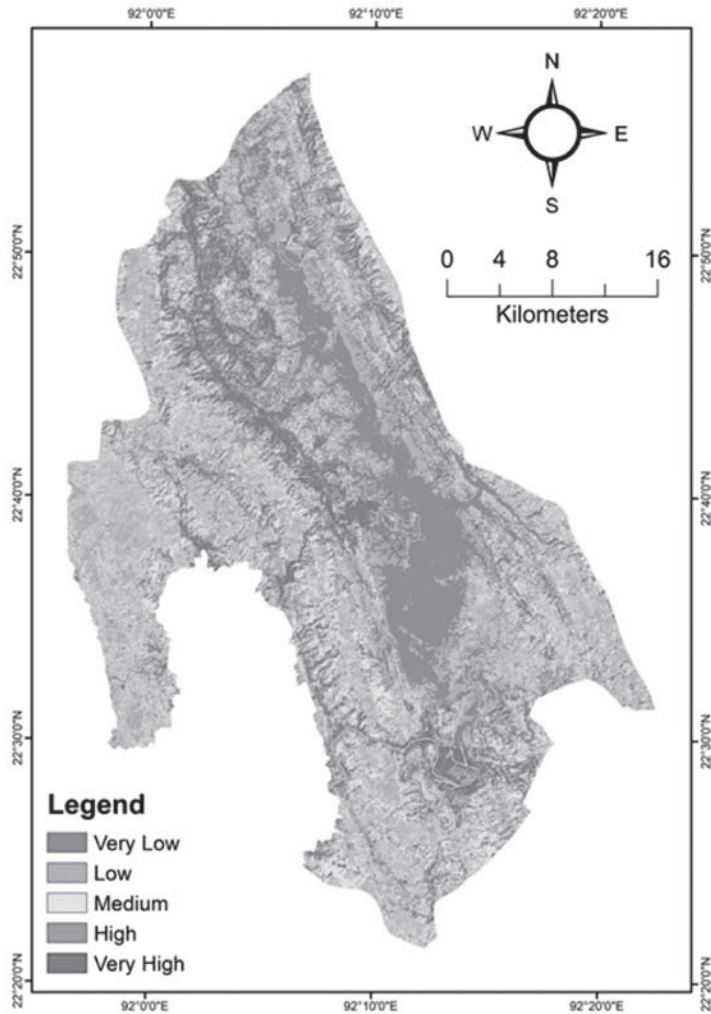 92°0'0"E 92°10'0"E 92°20'0"E
N
W E
S
22°50'0"N 22°50'0"N
0 4 8 16
Kilometers
22°40'0"N 22°40'0"N
22°30'0"N 22°30'0"N
Legend
Very Low
Low
Medium
High
Very High
22°20'0"N 22°20'0"N
92°0'0"E 92°10'0"E 92°20'0"E